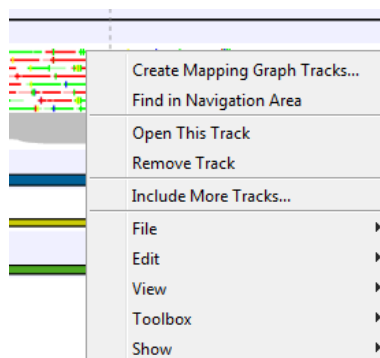 Create Mapping Graph Tracks...
Find in Navigation Area
Open This Track
Remove Track
Include More Tracks...
File
Edit
View
Toolbox
Show